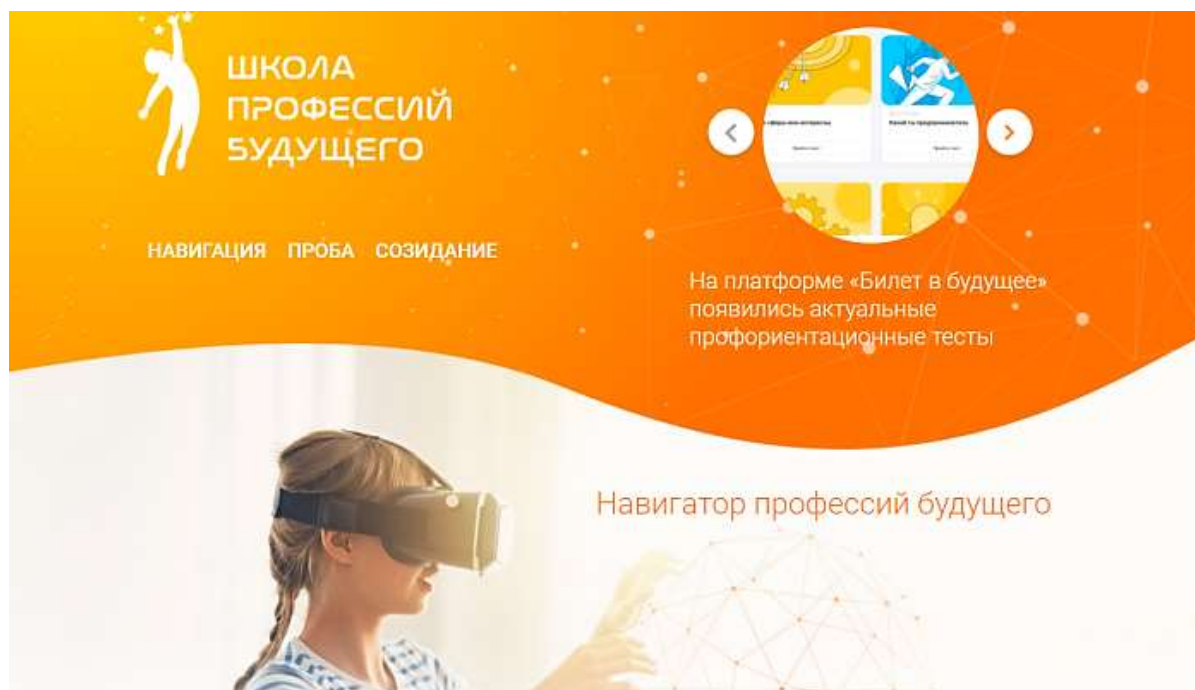 ШКОЛА
ПРОФЕССИЙ
БУДУЩЕГО
НАВИГАЦИЯ ПРОБА СОЗИДАНИЕ
На платформе «Билет в будущее»
появились актуальные
профориентационные тесты
Навигатор профессий будущего